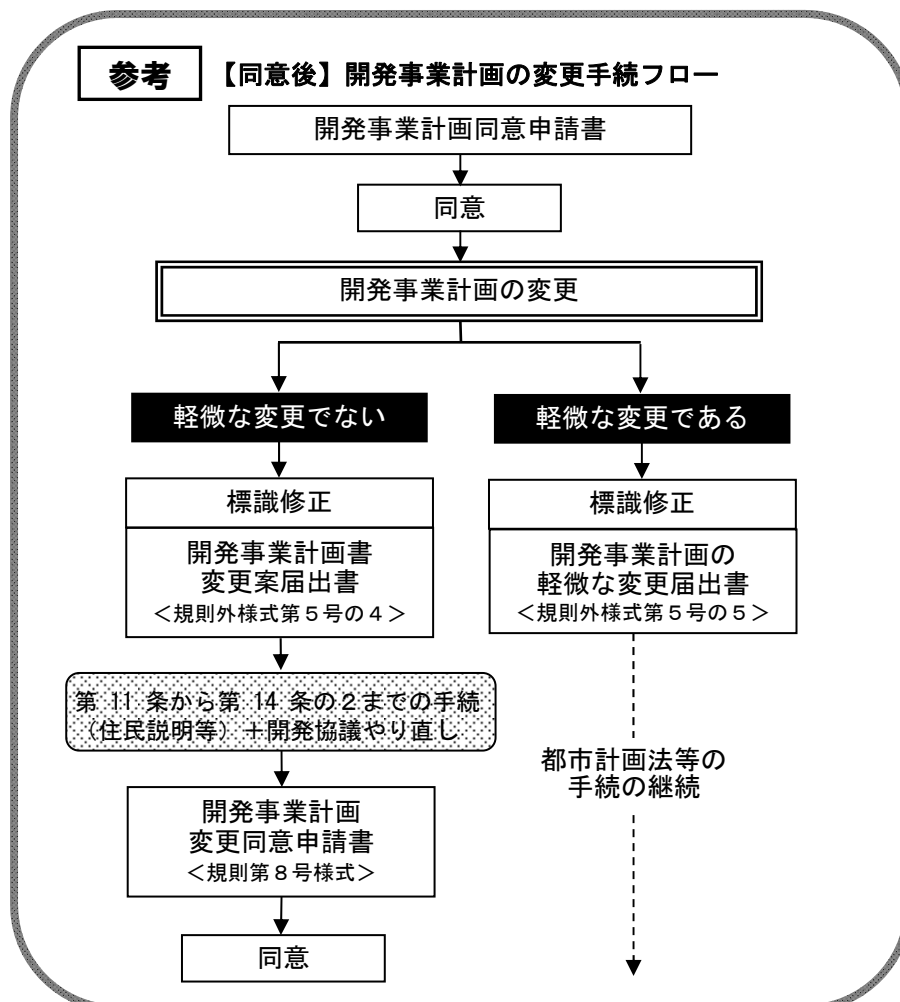 参考
【同意後】開発事業計画の変更手続フロー
開発事業計画同意申請書
同意
開発事業計画の変更
軽微な変更でない
標識修正
開発事業計画書
変更案届出書
＜規則外様式第５号の４＞
第 11 条から第 14 条の２までの手続
（住民説明等）＋開発協議やり直し
開発事業計画
変更同意申請書
＜規則第８号様式＞
同意
軽微な変更である
標識修正
開発事業計画の
軽微な変更届出書
＜規則外様式第５号の５＞
都市計画法等の
手続の継続